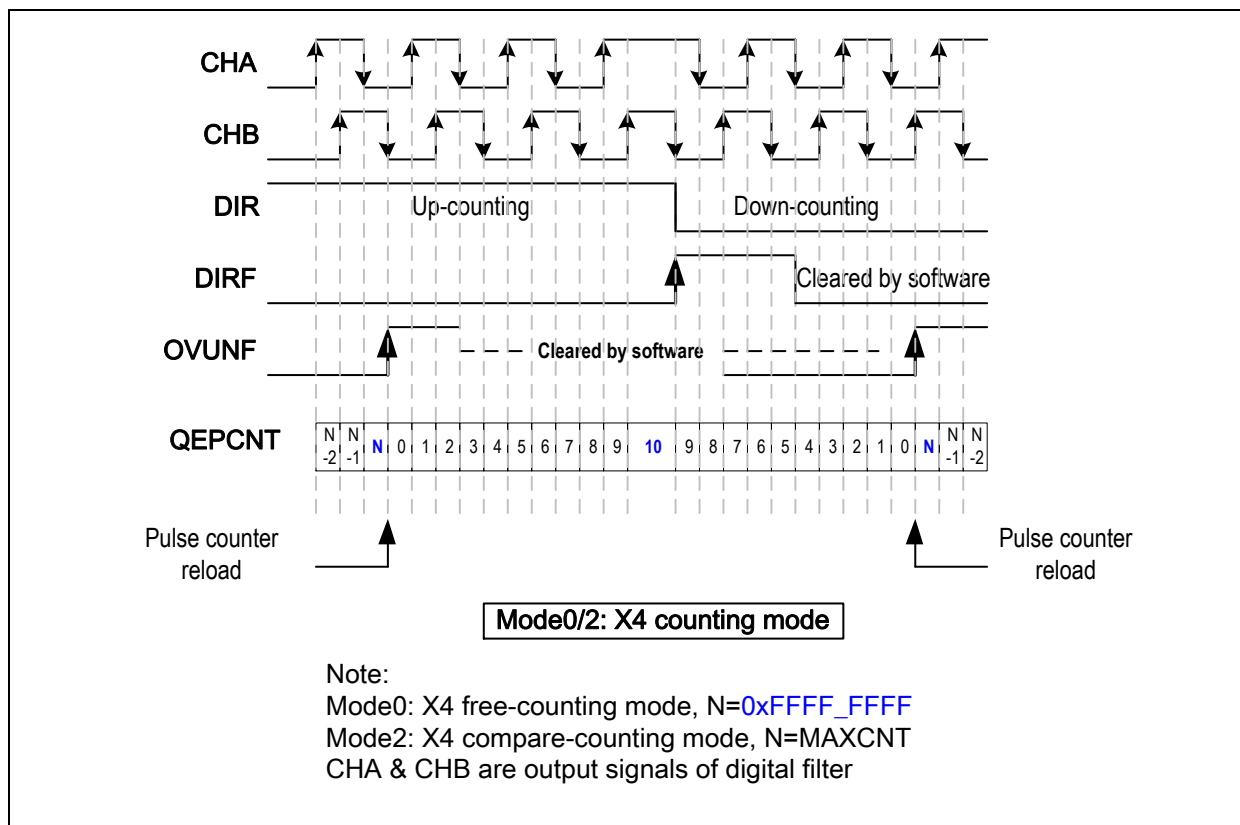 CHA
CHB
DIR
Up-counting
Down-counting
DIRF
Cleared by software
OVUNF
Cleared by software
QEPCNT
N-2 N-1 N 0 1 2 3 4 5 6 7 8 9 10 9 8 7 6 5 4 3 2 1 0 N N-1 N-2
Pulse counter
reload
Pulse counter
reload
Mode0/2: X4 counting mode
Note:
Mode0: X4 free-counting mode, N=0xFFFF_FFFF
Mode2: X4 compare-counting mode, N=MAXCNT
CHA & CHB are output signals of digital filter